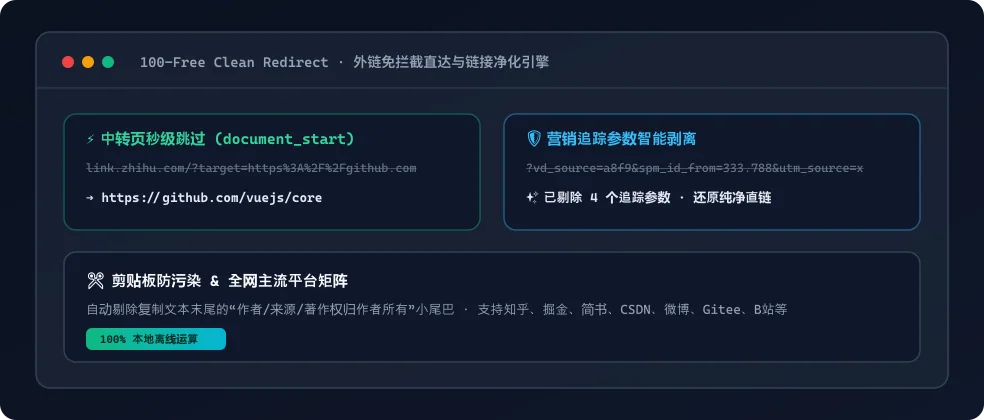 100-Free Clean Redirect · 外链免拦截直达与链接净化引擎
⚡ 中转页秒级跳过 (document_start)
link.zhihu.com/?target=https%3A%2F%2Fgithub.com
→ https://github.com/vuejs/core
🛡 营销追踪参数智能剥离
?vd_source=a8f9&spm_id_from=333.788&utm_source=x
✨ 已剔除 4 个追踪参数 · 还原纯净直链
✂ 剪贴板防污染 & 全网主流平台矩阵
自动剔除复制文本末尾的“作者/来源/著作权归作者所有”小尾巴 · 支持知乎、掘金、简书、CSDN、微博、Gitee、B站等
100% 本地离线运算